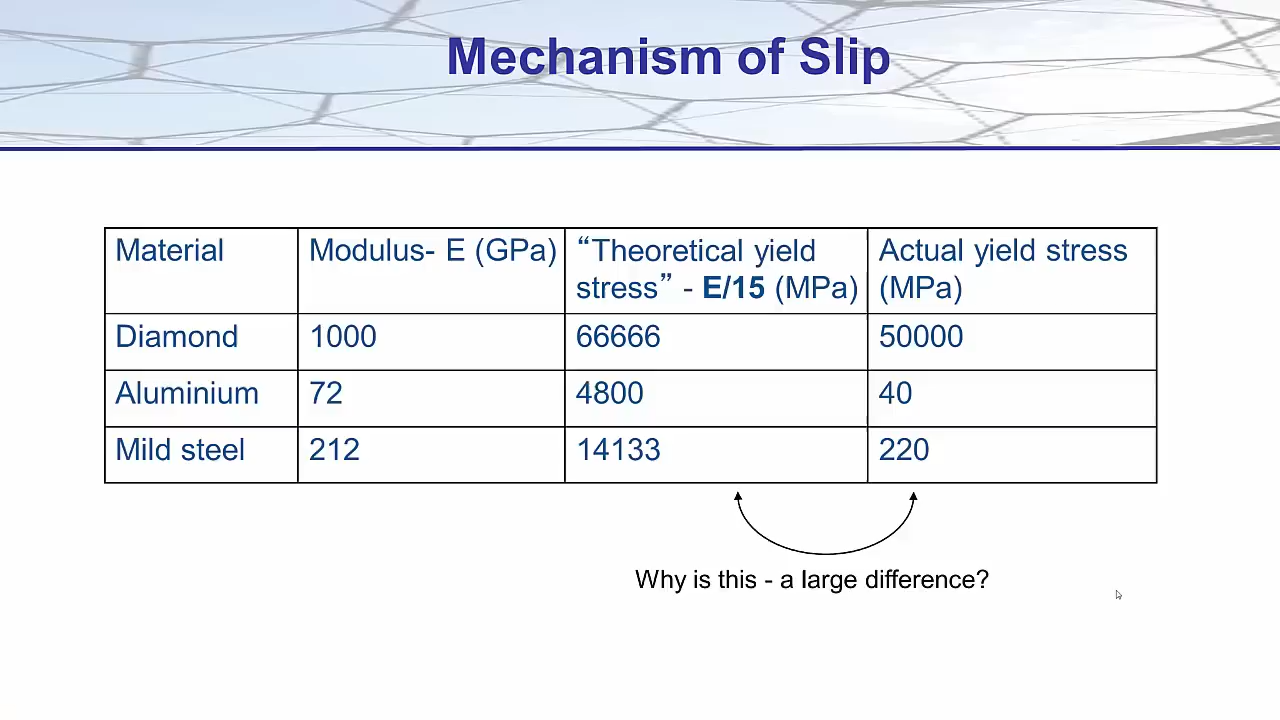 Mechanism of Slip
Material Modulus- E (GPa) “Theoretical yield stress” - E/15 (MPa) Actual yield stress (MPa)
Diamond 1000 66666 50000
Aluminium 72 4800 40
Mild steel 212 14133 220
Why is this - a large difference?